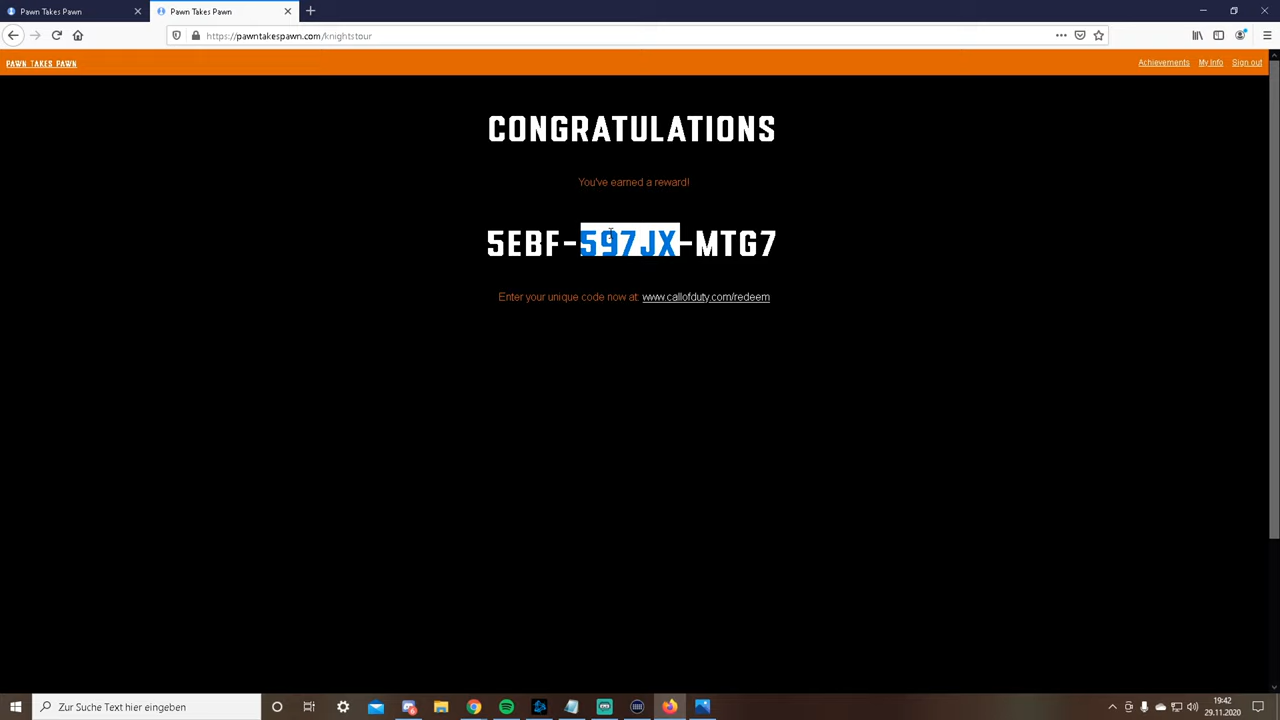 Pawn Takes Pawn
Pawn Takes Pawn
https://pawntakespawn.com/knightstour
PAWN TAKES PAWN
Achievements My Info Sign out
CONGRATULATIONS
You've earned a reward!
5EBF-597JX-MTG7
Enter your unique code now at: www.callofduty.com/redeem
Zur Suche Text hier eingeben
19:42
29.11.2020